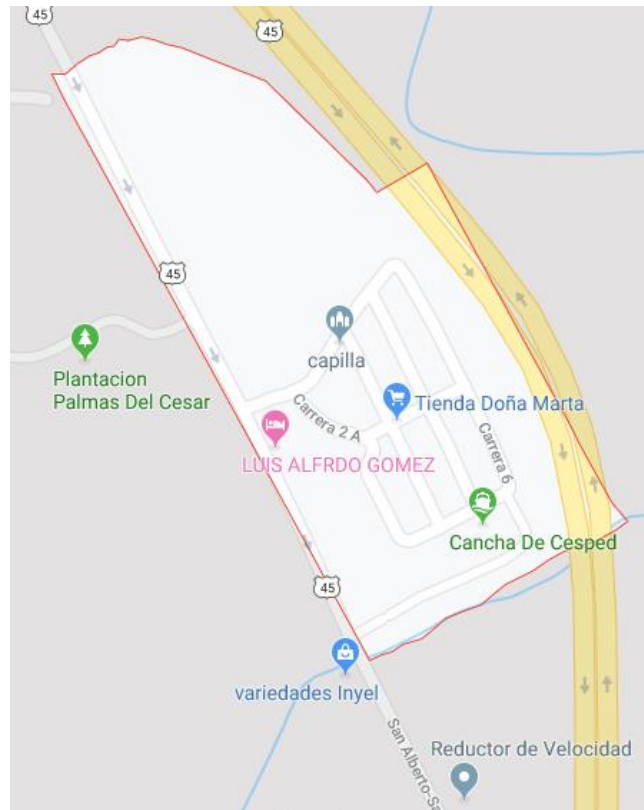 45
45
45
capilla
Plantacion
Palmas Del Cesar
Tienda Doña Marta
Carrera 2 A
Carrera 6
LUIS ALFRDO GOMEZ
Cancha De Cesped
45
variedades Inyel
San Alberto-Sa
Reductor de Velocidad